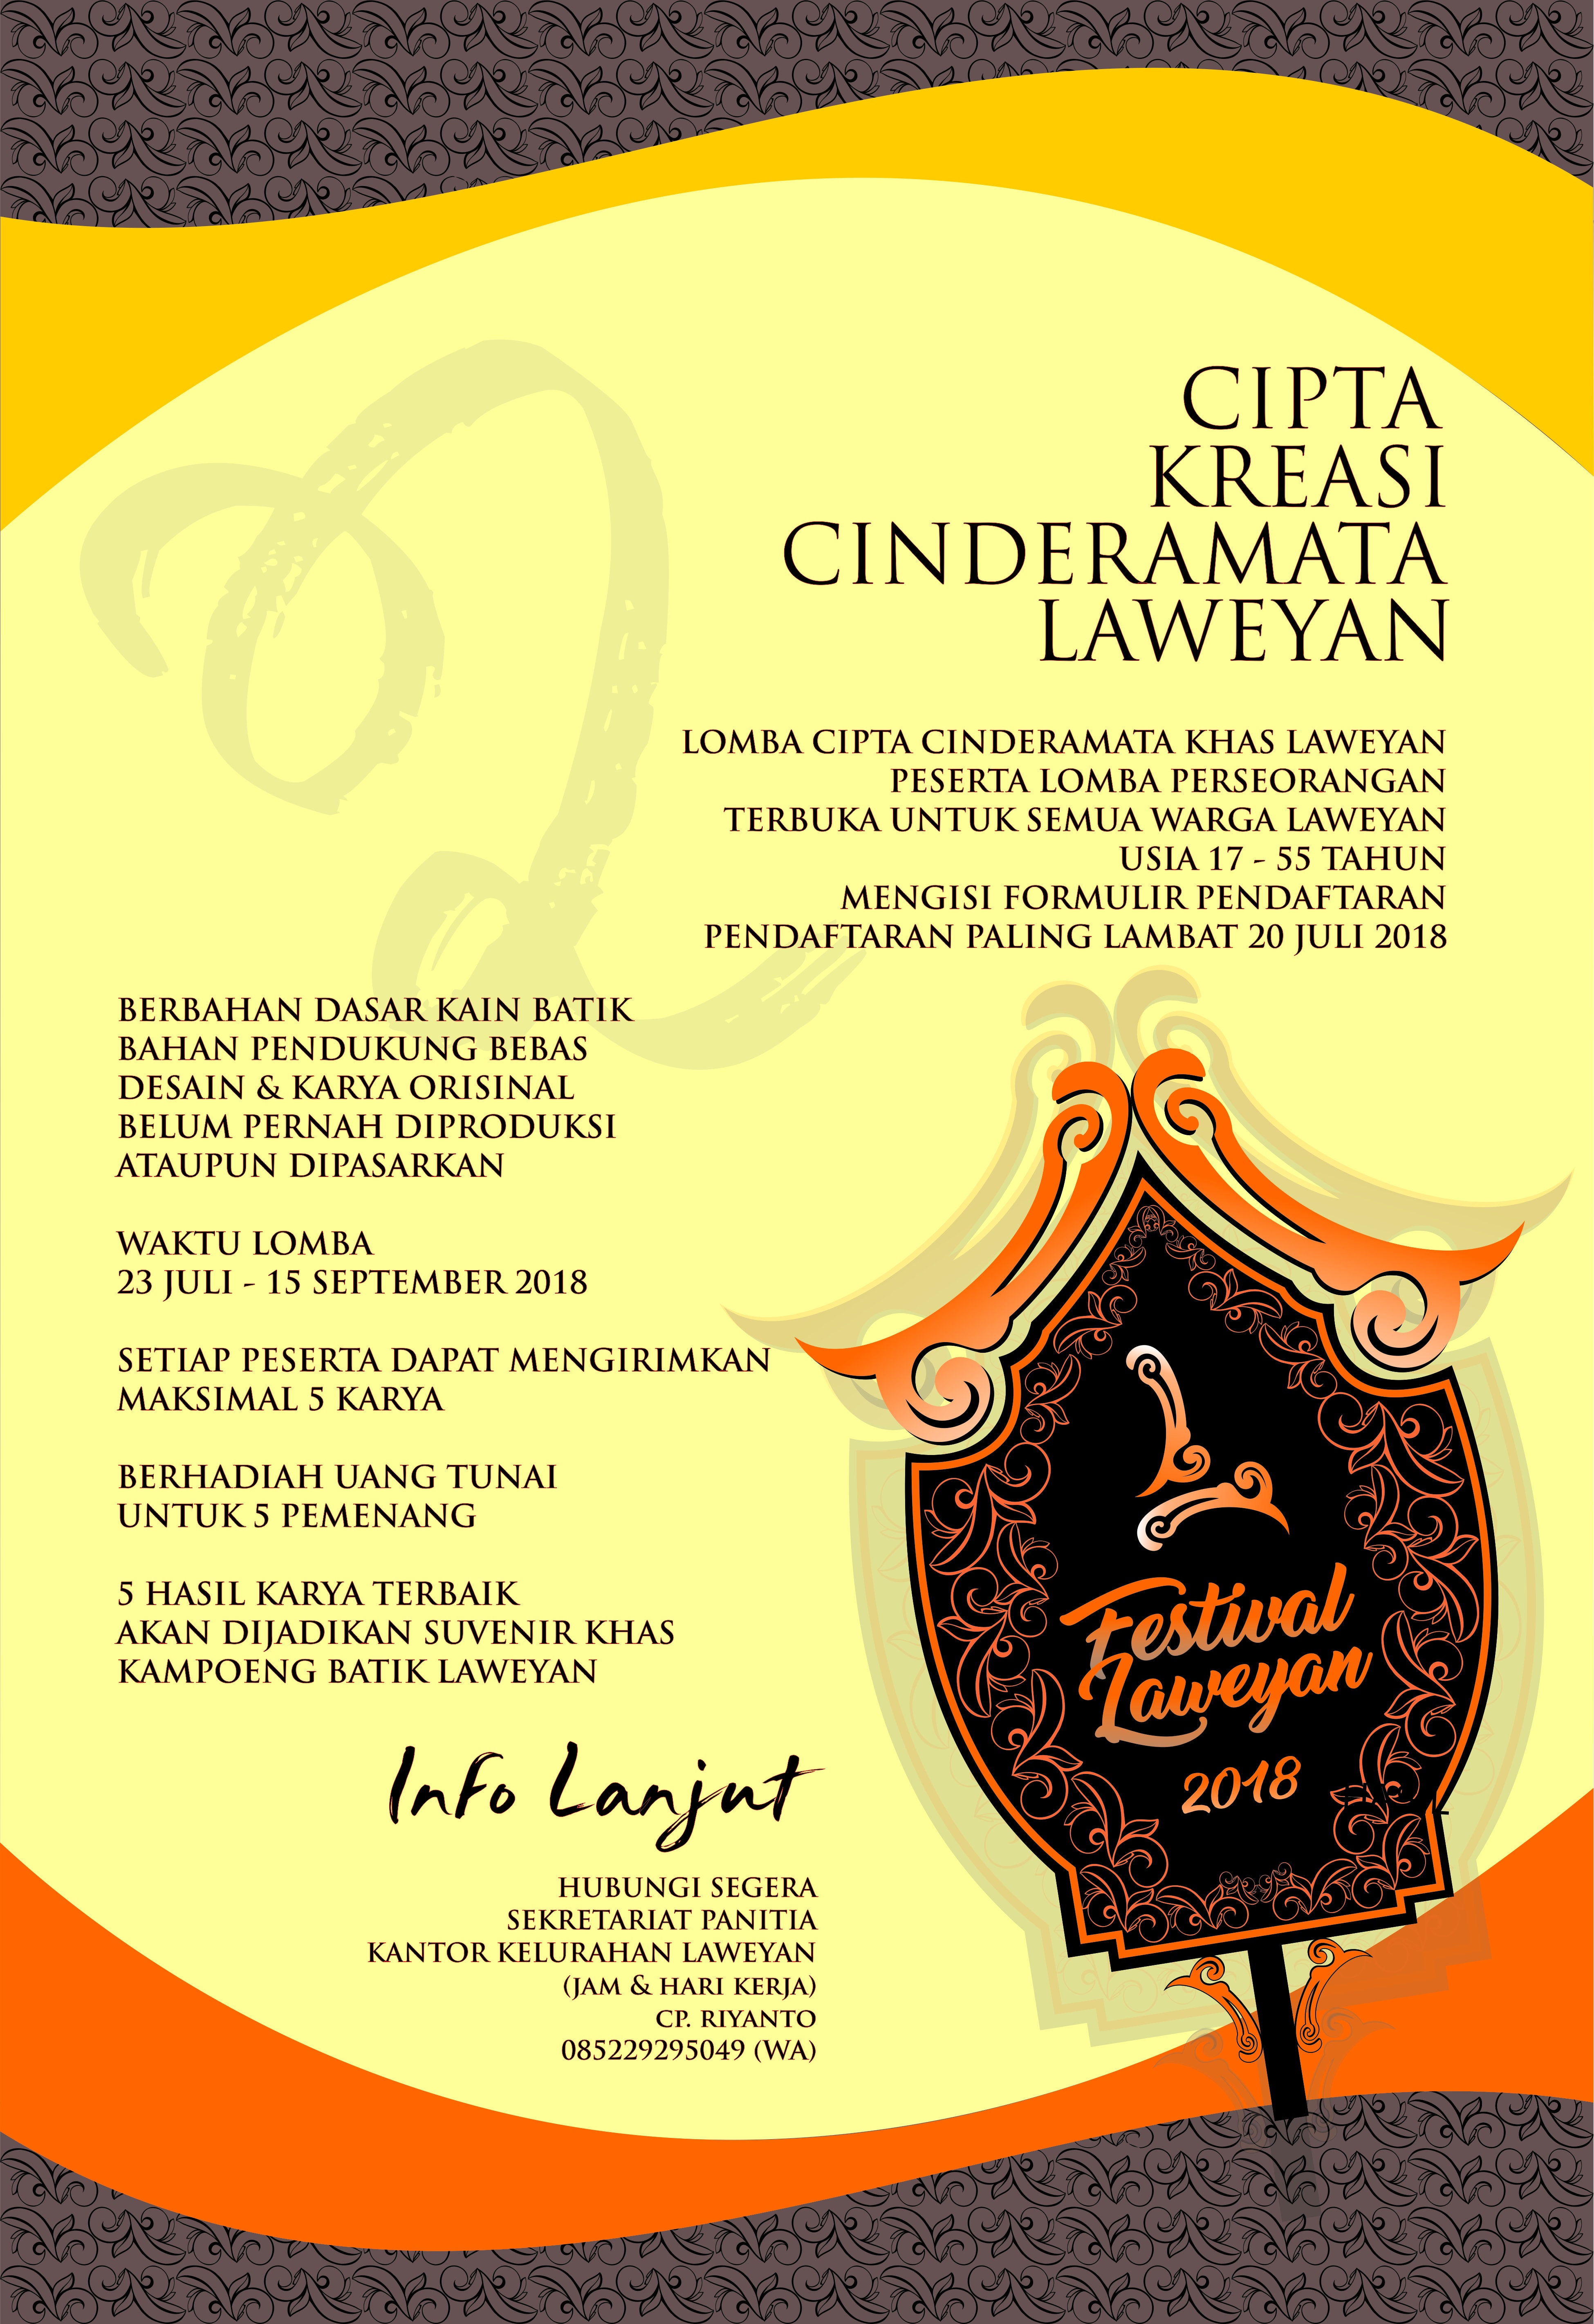 CIPTA
KREASI
CINDERAMATA
LAWEYAN
LOMBA CIPTA CINDERAMATA KHAS LAWEYAN
PESERTA LOMBA PERSEORANGAN
TERBUKA UNTUK SEMUA WARGA LAWEYAN
USIA 17 - 55 TAHUN
MENGISI FORMULIR PENDAFTARAN
PENDAFTARAN PALING LAMBAT 20 JULI 2018
BERBAHAN DASAR KAIN BATIK
BAHAN PENDUKUNG BEBAS
DESAIN & KARYA ORISINAL
BELUM PERNAH DIPRODUKSI
ATAUPUN DIPASARKAN
WAKTU LOMBA
23 JULI - 15 SEPTEMBER 2018
SETIAP PESERTA DAPAT MENGIRIMKAN
MAKSIMAL 5 KARYA
BERHADIAH UANG TUNAI
UNTUK 5 PEMENANG
5 HASIL KARYA TERBAIK
AKAN DIJADIKAN SUVENIR KHAS
KAMPOENG BATIK LAWEYAN
Festival
Laweyan
2018
Info Lanjut
HUBUNGI SEGERA
SEKRETARIAT PANITIA
KANTOR KELURAHAN LAWEYAN
(JAM & HARI KERJA)
CP. RIYANTO
085229295049 (WA)